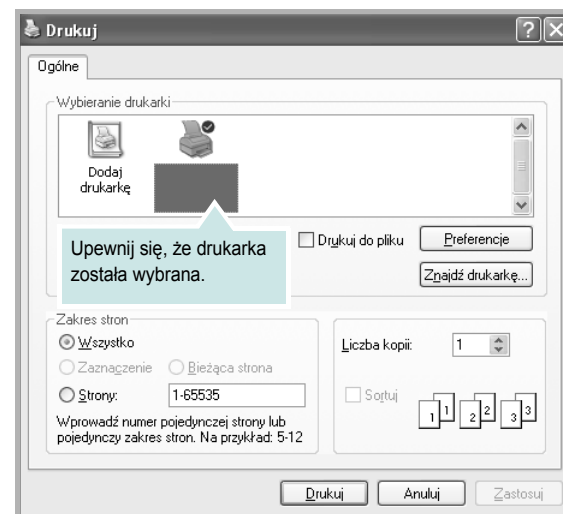 Drukuj
Ogólne
Wybieranie drukarki
Dodaj
drukarkę
Upewnij się, że drukarka
została wybrana.
Drukuj do pliku
Preferencje
Znajdź drukarkę...
Zakres stron
Wszystko
Zaznaczenie
Bieżąca strona
Strony:
1-65535
Wprowadź numer pojedynczej strony lub
pojedynczy zakres stron. Na przykład: 5-12
Liczba kopii:
1
Sortuj
1 1 2 2 3 3
Drukuj
Anuluj
Zastosuj